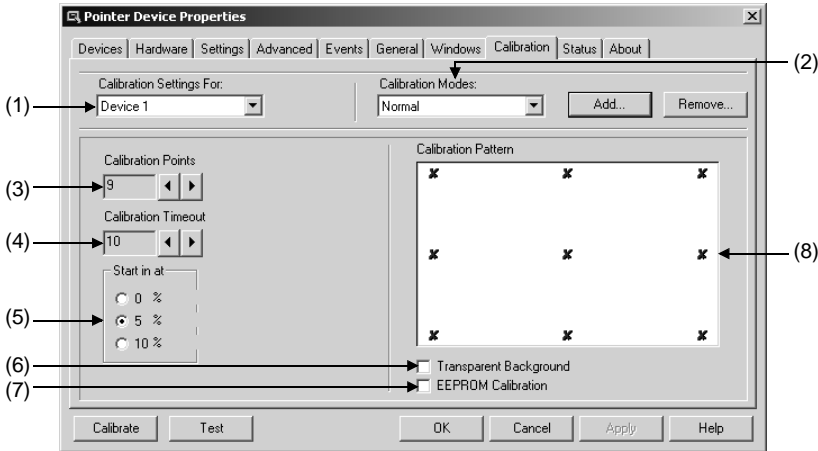 Pointer Device Properties
Devices Hardware Settings Advanced Events General Windows Calibration Status About
(2)
Calibration Settings For:
Calibration Modes:
(1)
Device 1
Normal
Add...
Remove...
Calibration Points
Calibration Pattern
(3)
9
Calibration Timeout
(4)
10
(8)
Start in at
0 %
(5)
5 %
10 %
(6)
Transparent Background
(7)
EEPROM Calibration
Calibrate
Test
OK
Cancel
Apply
Help